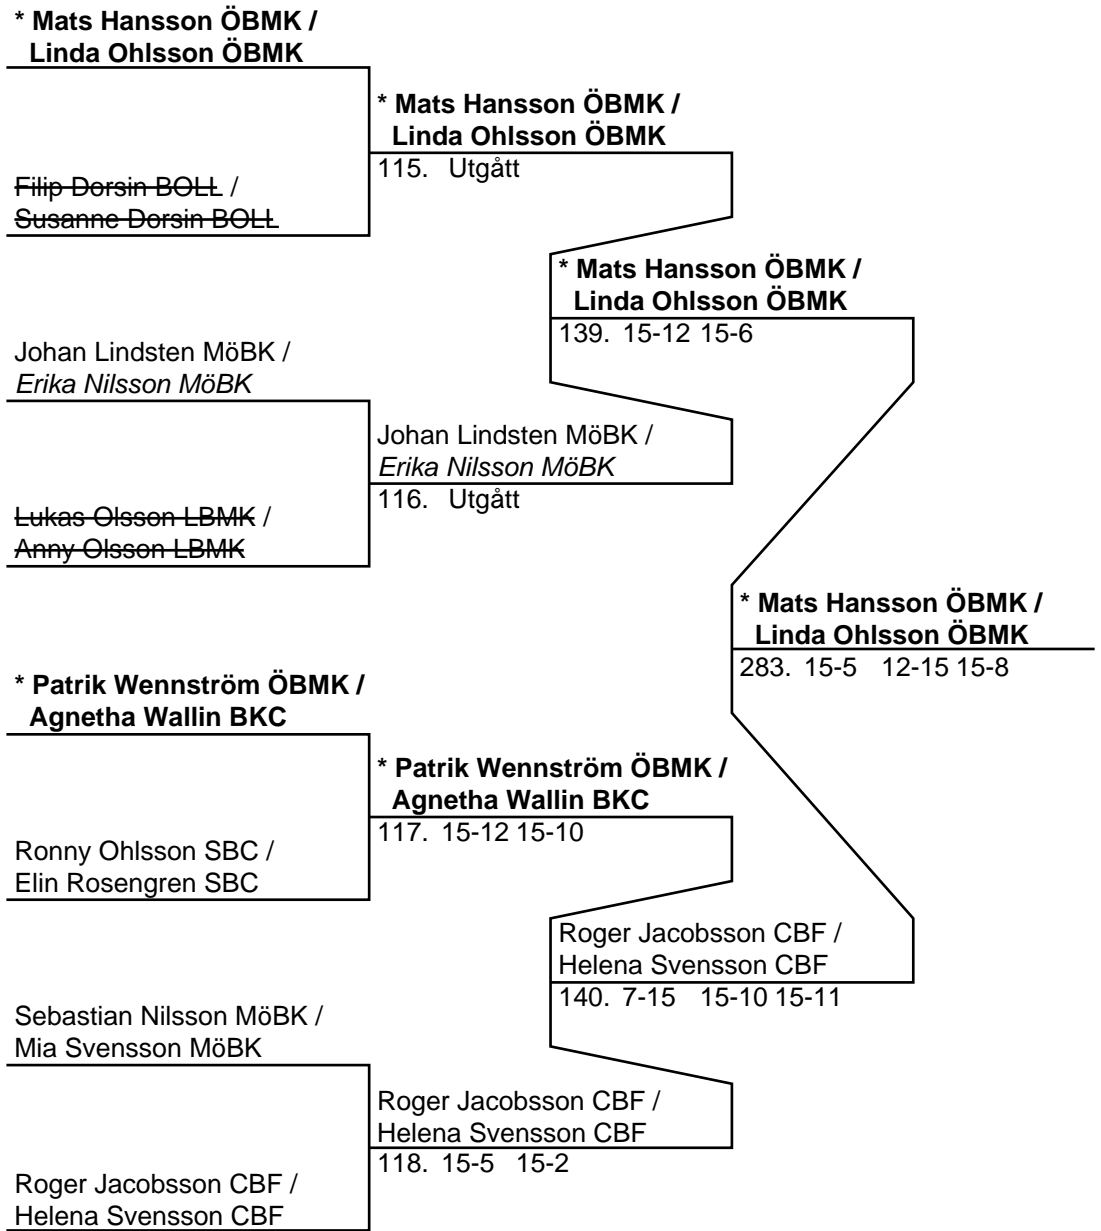 * Mats Hansson ÖBMK /
Linda Ohlsson ÖBMK
* Mats Hansson ÖBMK /
Linda Ohlsson ÖBMK
115. Utgått
Filip Dorsin BOLL /
Susanne Dorsin BOLL
* Mats Hansson ÖBMK /
Linda Ohlsson ÖBMK
139. 15-12 15-6
Johan Lindsten MöBK /
Erika Nilsson MöBK
Johan Lindsten MöBK /
Erika Nilsson MöBK
116. Utgått
Lukas Olsson LBMK /
Anny Olsson LBMK
* Mats Hansson ÖBMK /
Linda Ohlsson ÖBMK
283. 15-5 12-15 15-8
* Patrik Wennström ÖBMK /
Agnetha Wallin BKC
* Patrik Wennström ÖBMK /
Agnetha Wallin BKC
117. 15-12 15-10
Ronny Ohlsson SBC /
Elin Rosengren SBC
Roger Jacobsson CBF /
Helena Svensson CBF
140. 7-15 15-10 15-11
Sebastian Nilsson MöBK /
Mia Svensson MöBK
Roger Jacobsson CBF /
Helena Svensson CBF
118. 15-5 15-2
Roger Jacobsson CBF /
Helena Svensson CBF